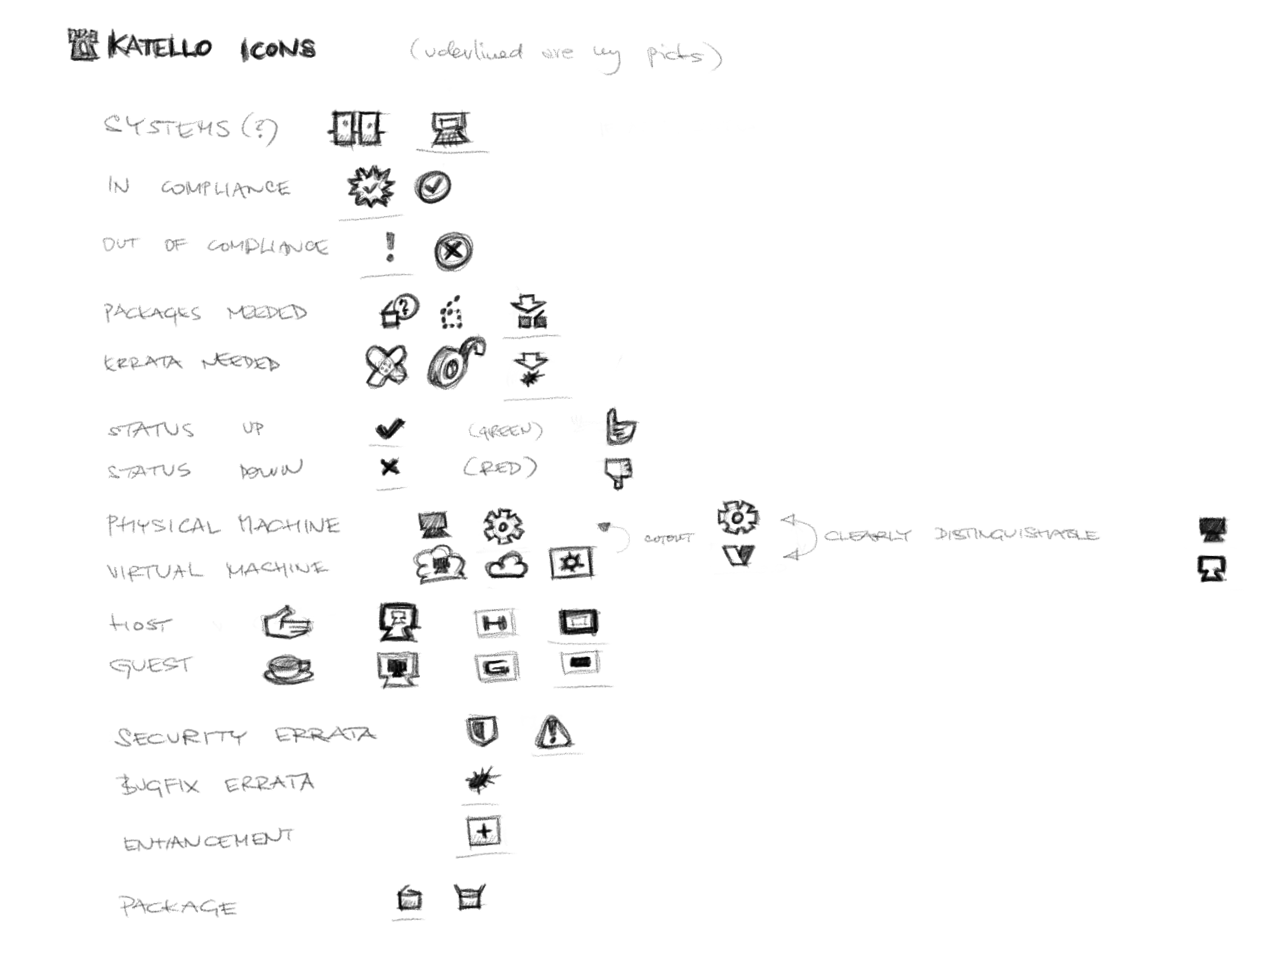 KATELLO ICONS (uderlined are my picks)
SYSTEMS (?)
IN COMPLIANCE
OUT OF COMPLIANCE
PACKAGES NEEDED
ERRATA NEEDED
STATUS UP (GREEN)
STATUS DOWN (RED)
PHYSICAL MACHINE CUTOUT CLEARLY DISTINGUISHABLE
VIRTUAL MACHINE
HOST H
GUEST G
SECURITY ERRATA
BUGFIX ERRATA
ENHANCEMENT
PACKAGE